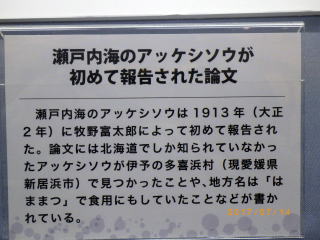 瀬戸内海のアッケシソウが
初めて報告された論文
瀬戸内海のアッケシソウは1913年（大正
2年）に牧野富太郎によって初めて報告され
た。論文には北海道でしか知られていなかっ
たアッケシソウが伊予の多喜浜村（現愛媛県
新居浜市）で見つかったことや、地方名は「は
ままつ」で食用にもしていたことなどが書か
れている。